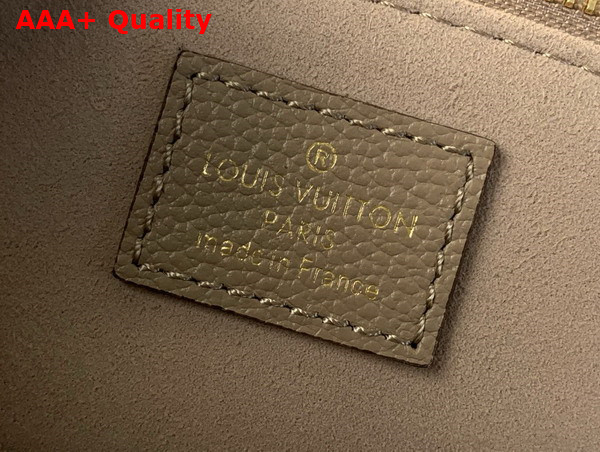 AAA+ Quality
®
LOUIS VUITTON
PARIS
made in France